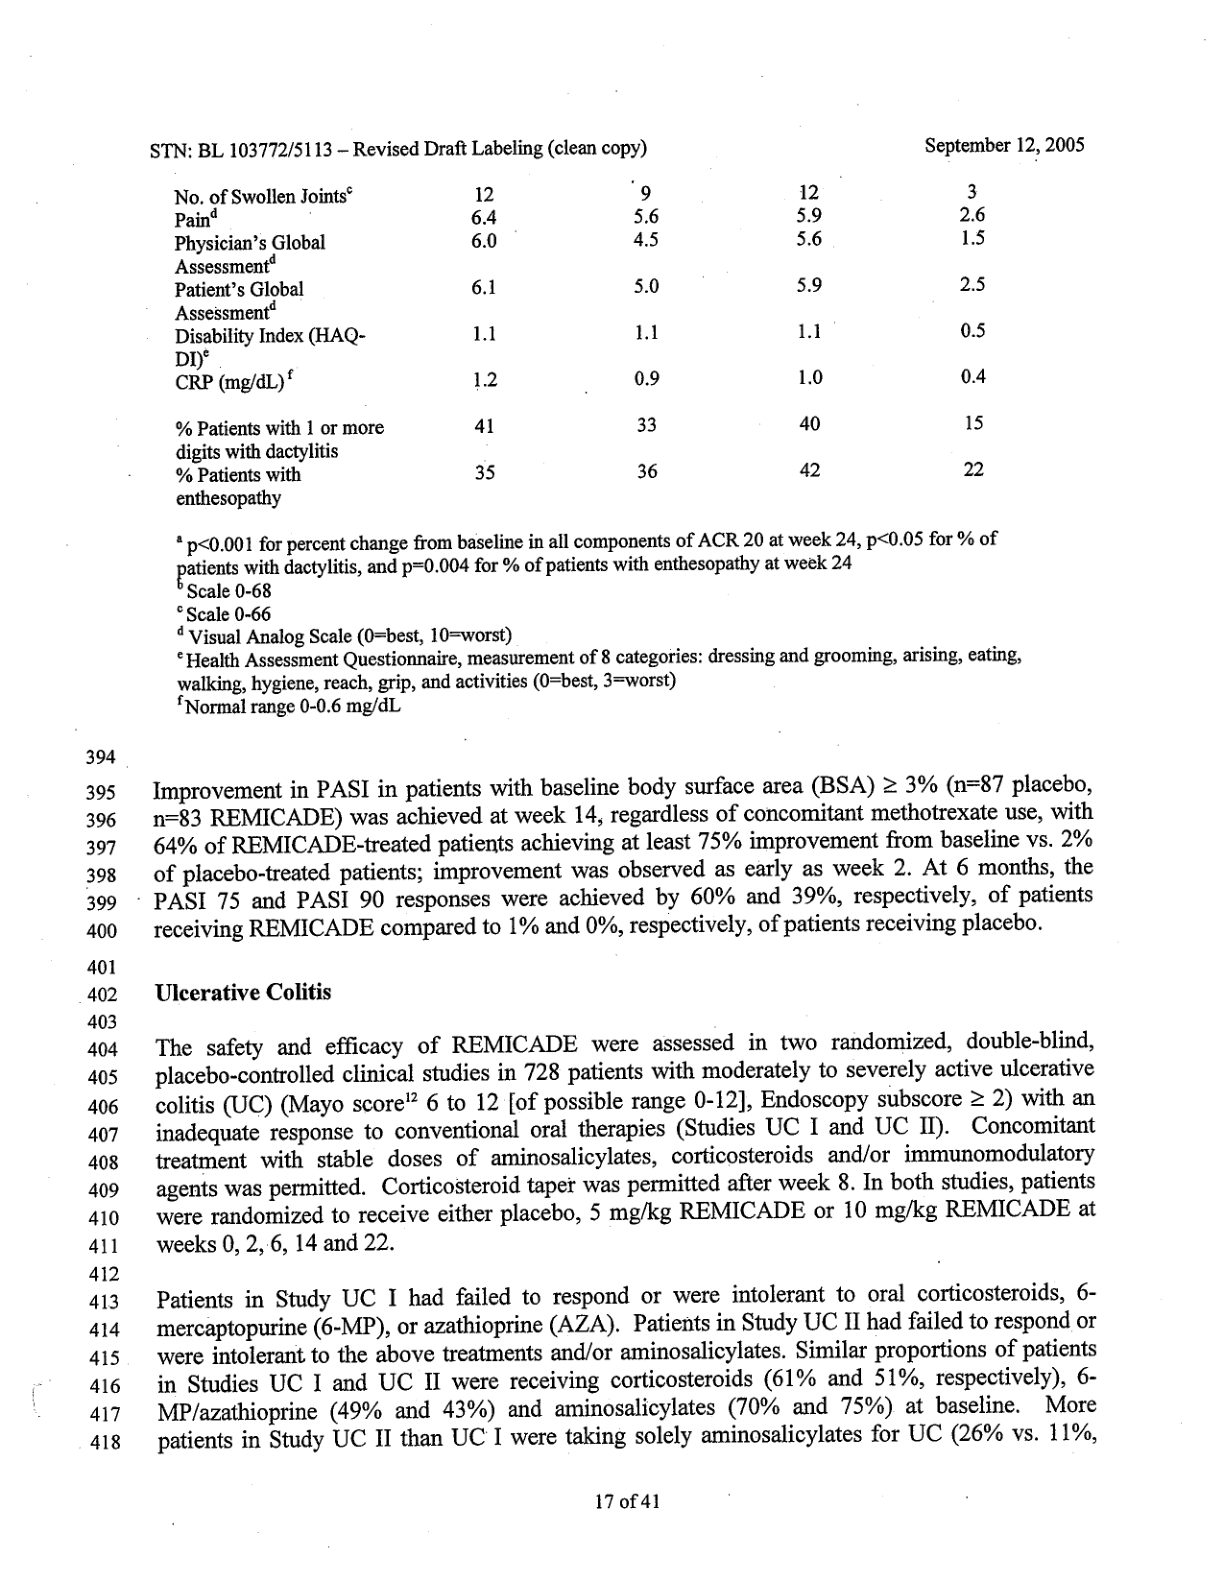 STN: BL 103772/5113 – Revised Draft Labeling (clean copy) September 12, 2005
No. of Swollen Jointsᶜ 12 9 12 3
Painᵈ 6.4 5.6 5.9 2.6
Physician's Global 6.0 4.5 5.6 1.5
Assessmentᵈ
Patient's Global 6.1 5.0 5.9 2.5
Assessmentᵈ
Disability Index (HAQ- 1.1 1.1 1.1 0.5
DI)ᵉ
CRP (mg/dL)ᶠ 1.2 0.9 1.0 0.4
% Patients with 1 or more 41 33 40 15
digits with dactylitis
% Patients with 35 36 42 22
enthesopathy
ᵃ p<0.001 for percent change from baseline in all components of ACR 20 at week 24, p<0.05 for % of
patients with dactylitis, and p=0.004 for % of patients with enthesopathy at week 24
ᵇ Scale 0-68
ᶜ Scale 0-66
ᵈ Visual Analog Scale (0=best, 10=worst)
ᵉ Health Assessment Questionnaire, measurement of 8 categories: dressing and grooming, arising, eating,
walking, hygiene, reach, grip, and activities (0=best, 3=worst)
ᶠ Normal range 0-0.6 mg/dL
394
395 Improvement in PASI in patients with baseline body surface area (BSA) ≥ 3% (n=87 placebo,
396 n=83 REMICADE) was achieved at week 14, regardless of concomitant methotrexate use, with
397 64% of REMICADE-treated patients achieving at least 75% improvement from baseline vs. 2%
398 of placebo-treated patients; improvement was observed as early as week 2. At 6 months, the
399 PASI 75 and PASI 90 responses were achieved by 60% and 39%, respectively, of patients
400 receiving REMICADE compared to 1% and 0%, respectively, of patients receiving placebo.
401
402 Ulcerative Colitis
403
404 The safety and efficacy of REMICADE were assessed in two randomized, double-blind,
405 placebo-controlled clinical studies in 728 patients with moderately to severely active ulcerative
406 colitis (UC) (Mayo score¹² 6 to 12 [of possible range 0-12], Endoscopy subscore ≥ 2) with an
407 inadequate response to conventional oral therapies (Studies UC I and UC II). Concomitant
408 treatment with stable doses of aminosalicylates, corticosteroids and/or immunomodulatory
409 agents was permitted. Corticosteroid taper was permitted after week 8. In both studies, patients
410 were randomized to receive either placebo, 5 mg/kg REMICADE or 10 mg/kg REMICADE at
411 weeks 0, 2, 6, 14 and 22.
412
413 Patients in Study UC I had failed to respond or were intolerant to oral corticosteroids, 6-
414 mercaptopurine (6-MP), or azathioprine (AZA). Patients in Study UC II had failed to respond or
415 were intolerant to the above treatments and/or aminosalicylates. Similar proportions of patients
416 in Studies UC I and UC II were receiving corticosteroids (61% and 51%, respectively), 6-
417 MP/azathioprine (49% and 43%) and aminosalicylates (70% and 75%) at baseline. More
418 patients in Study UC II than UC I were taking solely aminosalicylates for UC (26% vs. 11%,
17 of 41